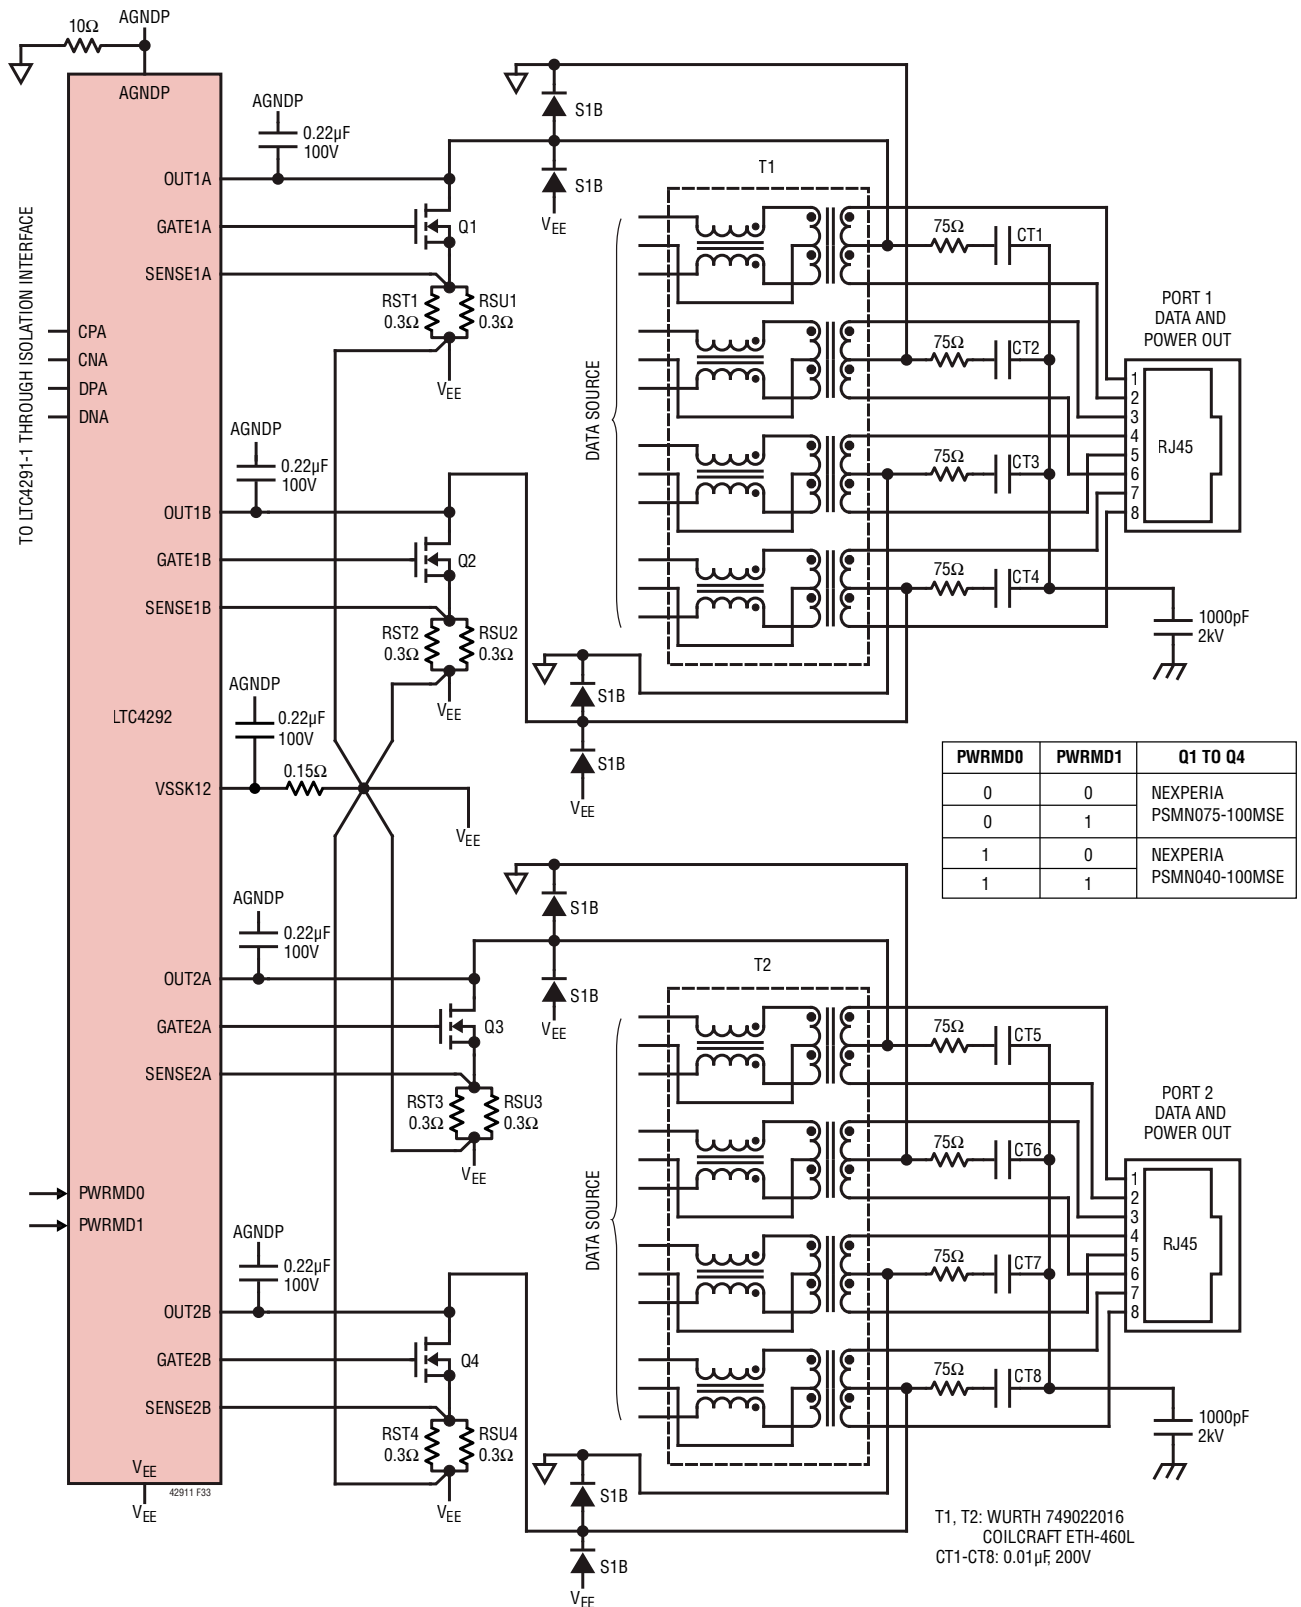 10Ω
AGNDP
AGNDP
AGNDP
0.22µF
100V
S1B
S1B
VEE
OUT1A
GATE1A
Q1
SENSE1A
RST1
0.3Ω
RSU1
0.3Ω
VEE
TO LTC4291-1 THROUGH ISOLATION INTERFACE
CPA
CNA
DPA
DNA
AGNDP
0.22µF
100V
OUT1B
GATE1B
Q2
SENSE1B
RST2
0.3Ω
RSU2
0.3Ω
VEE
S1B
S1B
VEE
T1
DATA SOURCE
75Ω
CT1
75Ω
CT2
75Ω
CT3
75Ω
CT4
PORT 1
DATA AND
POWER OUT
1
2
3
4
5
6
7
8
RJ45
1000pF
2kV
LTC4292
AGNDP
0.22µF
100V
VSSK12
0.15Ω
VEE
PWRMD0 PWRMD1 Q1 TO Q4
0 0 NEXPERIA
0 1 PSMN075-100MSE
1 0 NEXPERIA
1 1 PSMN040-100MSE
AGNDP
0.22µF
100V
S1B
S1B
VEE
OUT2A
GATE2A
Q3
SENSE2A
RST3
0.3Ω
RSU3
0.3Ω
VEE
PWRMD0
PWRMD1
AGNDP
0.22µF
100V
OUT2B
GATE2B
Q4
SENSE2B
RST4
0.3Ω
RSU4
0.3Ω
VEE
VEE
42911 F33
VEE
S1B
S1B
VEE
T2
DATA SOURCE
75Ω
CT5
75Ω
CT6
75Ω
CT7
75Ω
CT8
PORT 2
DATA AND
POWER OUT
1
2
3
4
5
6
7
8
RJ45
1000pF
2kV
T1, T2: WURTH 749022016
COILCRAFT ETH-460L
CT1-CT8: 0.01µF, 200V